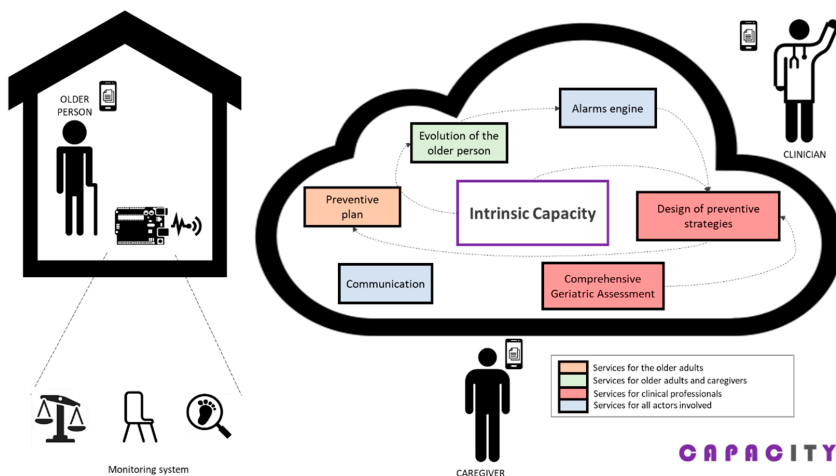 OLDER
PERSON
Monitoring system
Alarms engine
Evolution of the
older person
Preventive
plan
Intrinsic Capacity
Design of preventive
strategies
Communication
Comprehensive
Geriatric Assessment
CLINICIAN
CAREGIVER
Services for the older adults
Services for older adults and caregivers
Services for clinical professionals
Services for all actors involved
CAPACITY